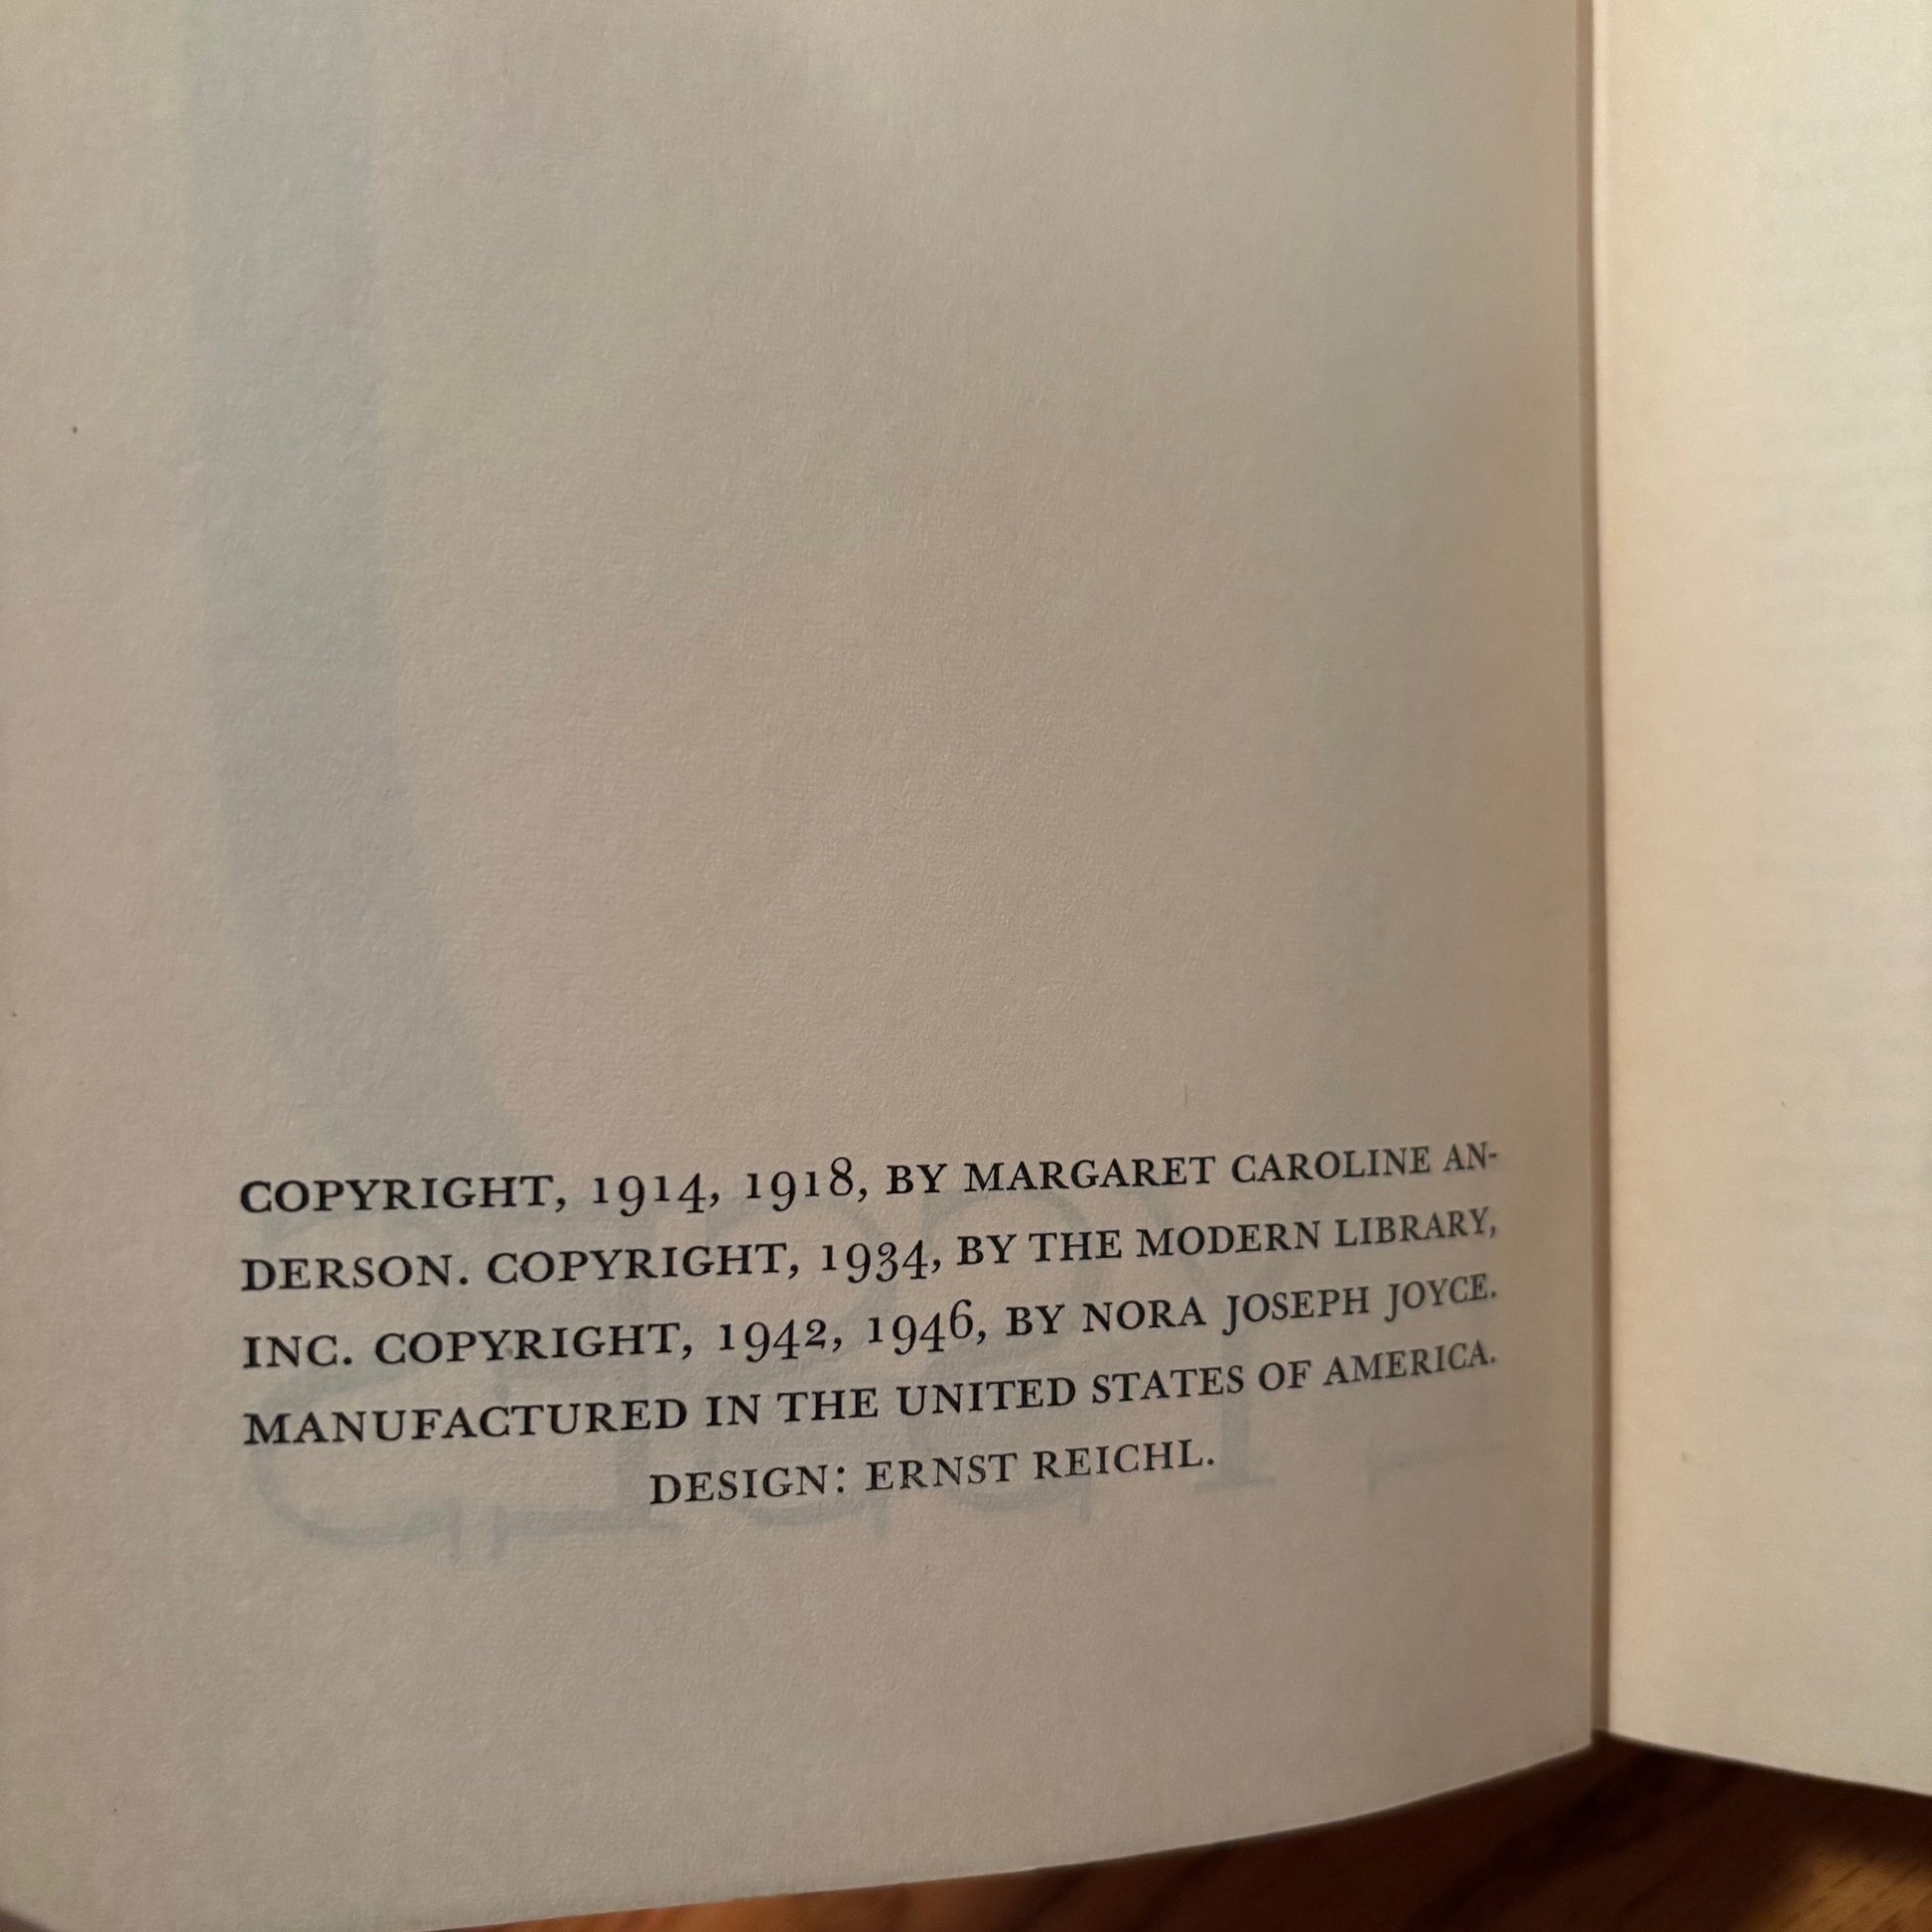 COPYRIGHT, 1914, 1918, BY MARGARET CAROLINE AN-
DERSON. COPYRIGHT, 1934, BY THE MODERN LIBRARY,
INC. COPYRIGHT, 1942, 1946, BY NORA JOSEPH JOYCE.
MANUFACTURED IN THE UNITED STATES OF AMERICA.
DESIGN: ERNST REICHL.